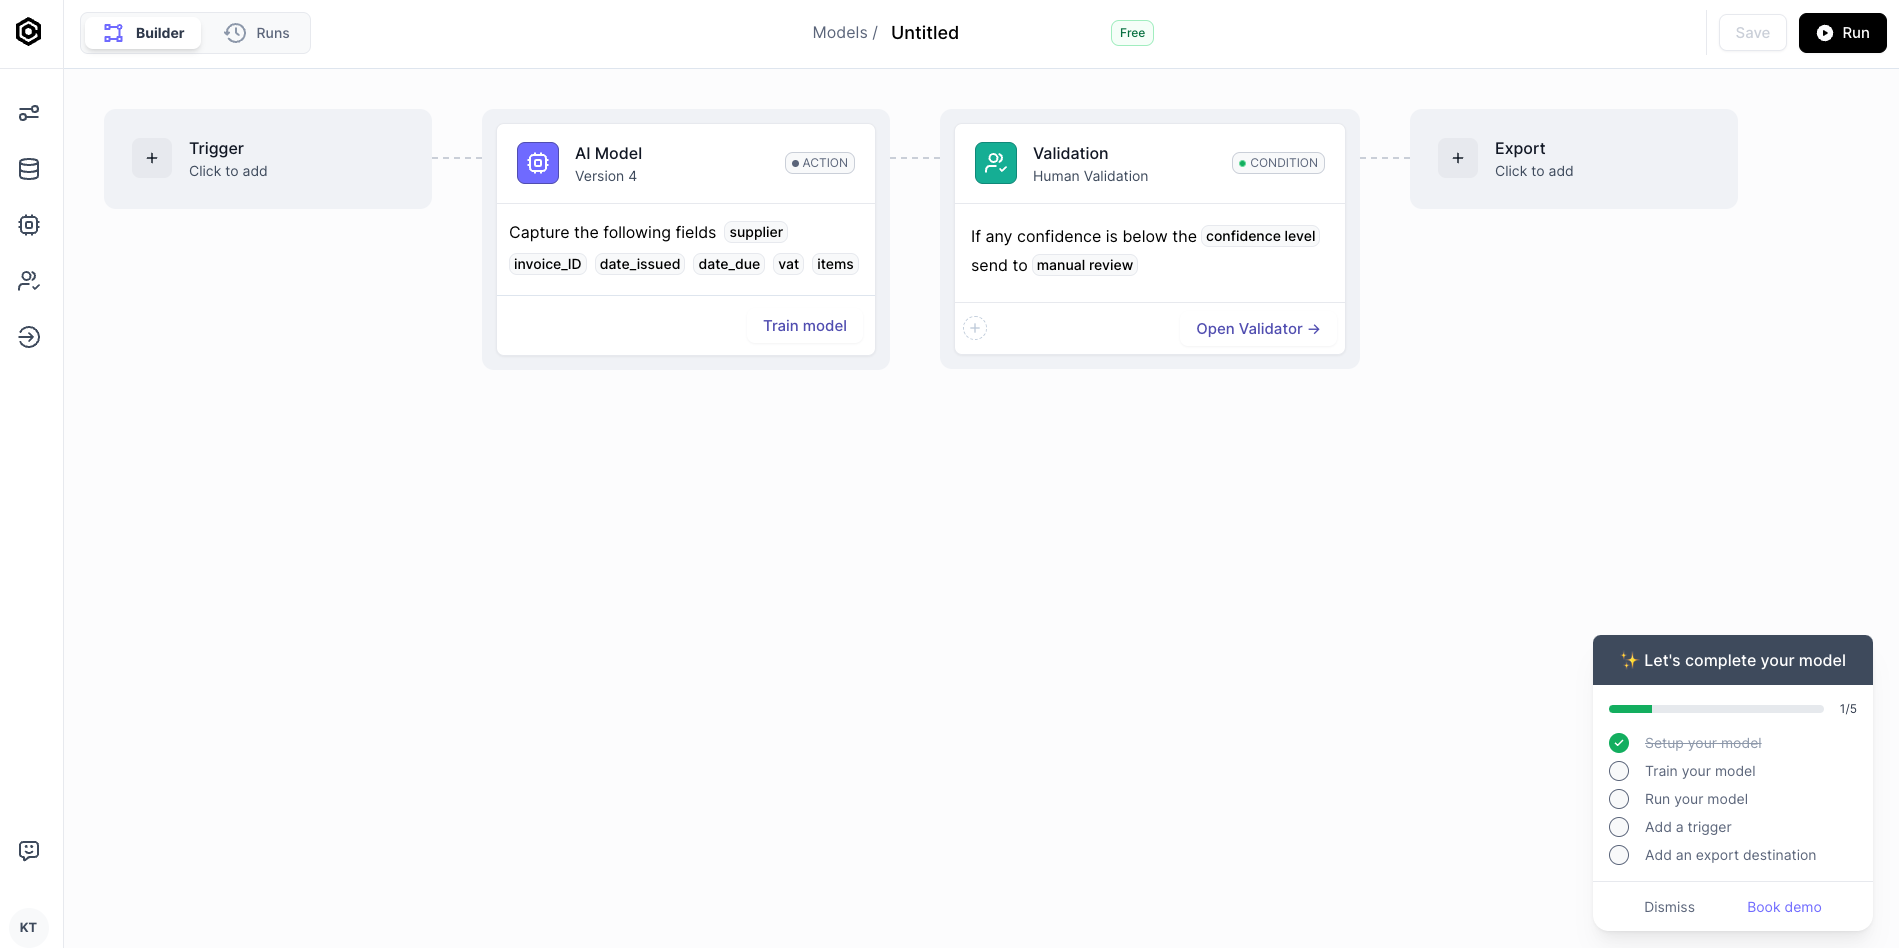 Builder
Runs
Models / Untitled
Free
Save
Run
Trigger
Click to add
AI Model
Version 4
ACTION
Capture the following fields supplier
invoice_ID date_issued date_due vat items
Train model
Validation
Human Validation
CONDITION
If any confidence is below the confidence level
send to manual review
Open Validator →
Export
Click to add
✨ Let's complete your model
1/5
Setup your model
Train your model
Run your model
Add a trigger
Add an export destination
Dismiss
Book demo
KT